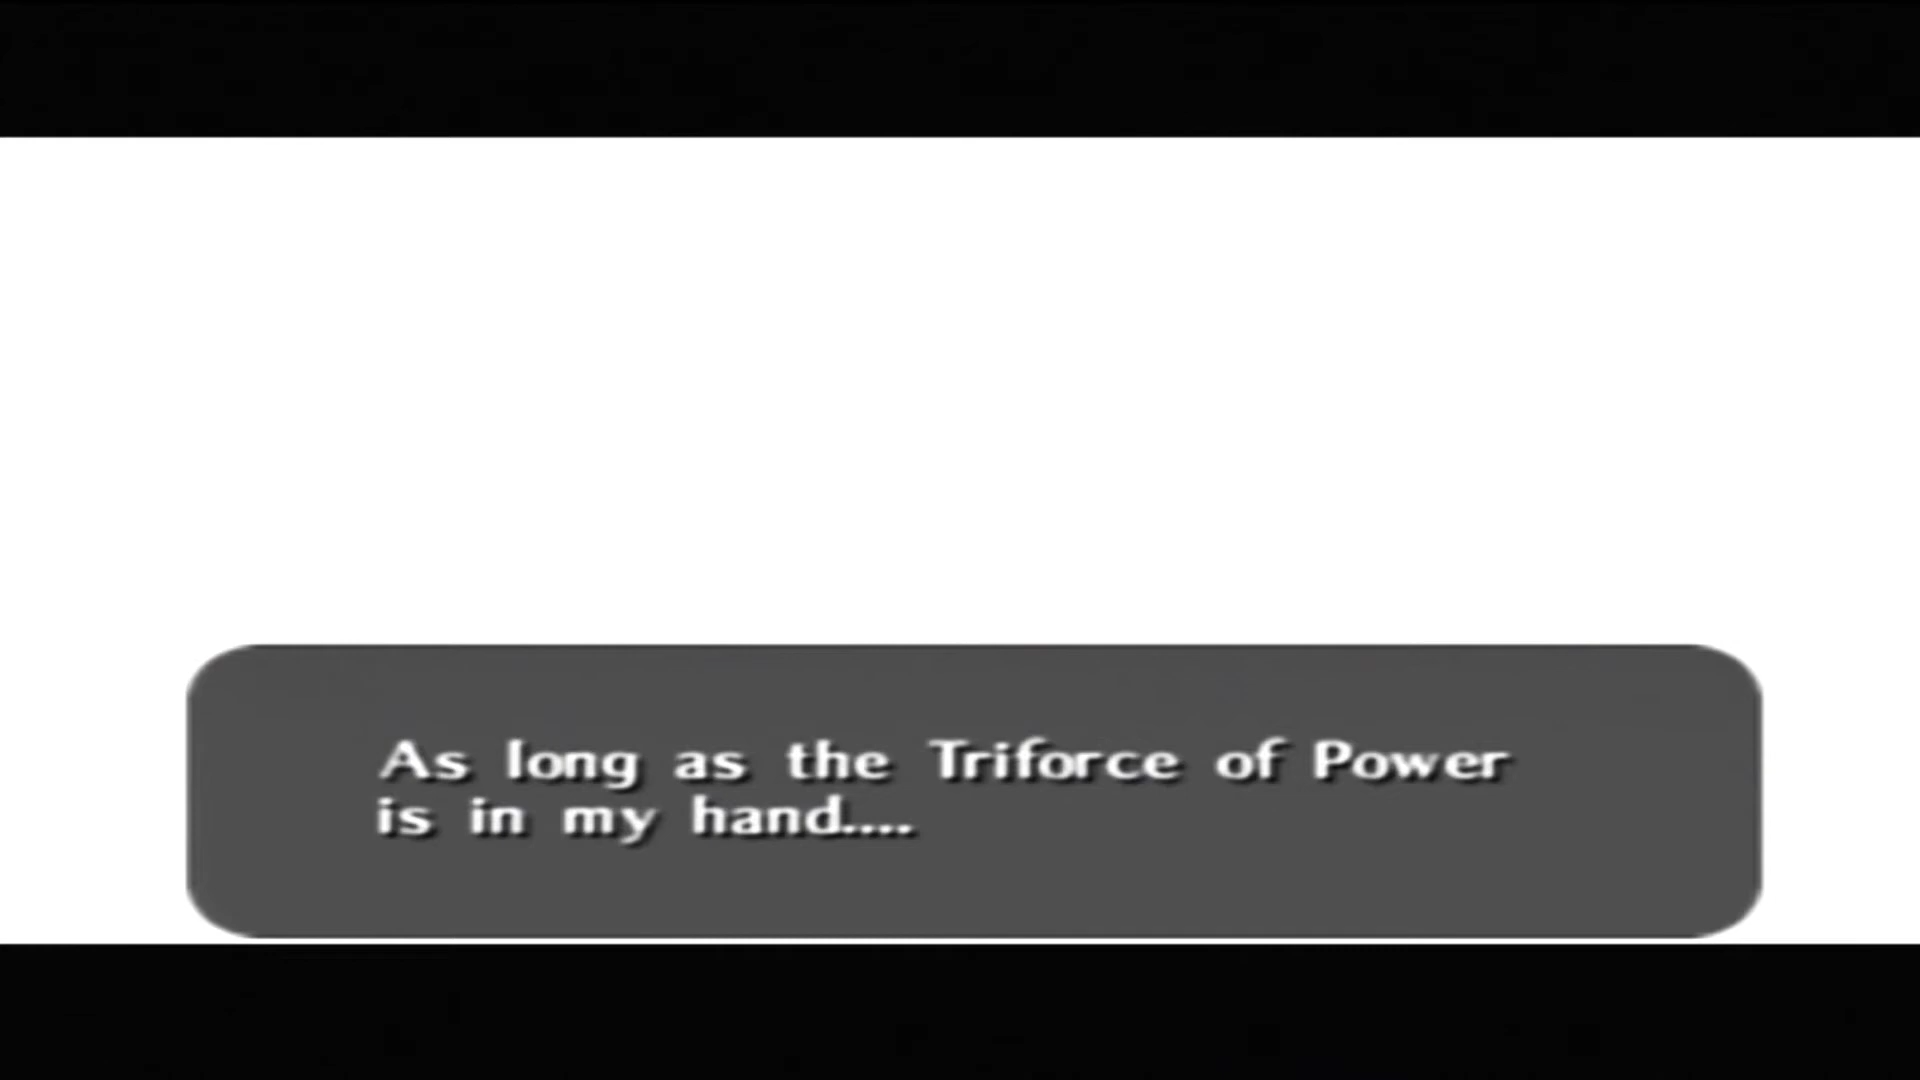 As long as the Triforce of Power
is in my hand....